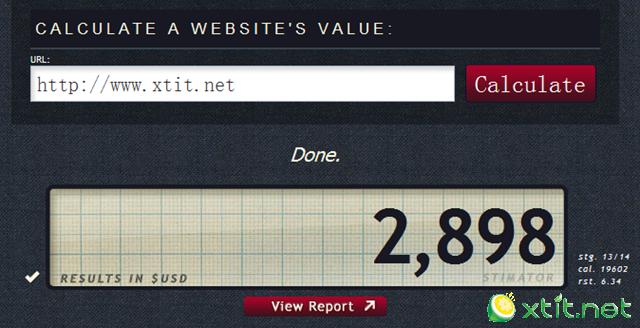 CALCULATE A WEBSITE'S VALUE:
URL:
http://www.xtit.net
Calculate
Done.
2,898
RESULTS IN $USD
STIMATOR
stg. 13/14
cal. 19602
rst. 6.34
View Report
xtit.net